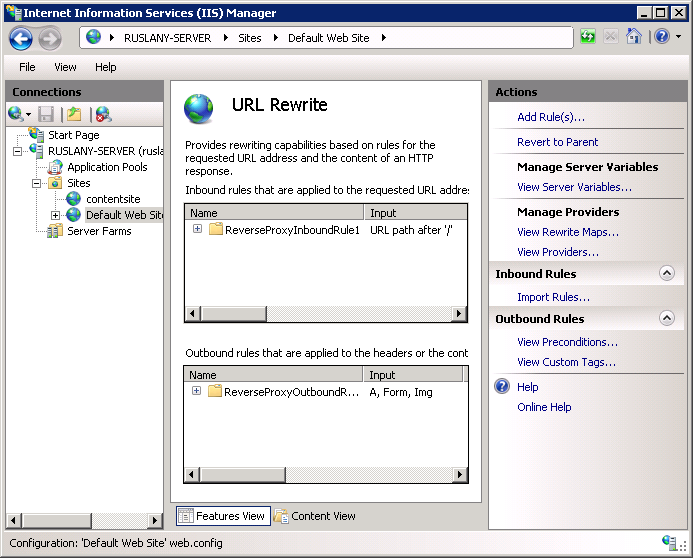 Internet Information Services (IIS) Manager
RUSLANY-SERVER Sites Default Web Site
File View Help
Connections
Start Page
RUSLANY-SERVER (rusla
Application Pools
Sites
contentsite
Default Web Site
Server Farms
URL Rewrite
Provides rewriting capabilities based on rules for the
requested URL address and the content of an HTTP
response.
Inbound rules that are applied to the requested URL addre
Name Input
ReverseProxyInboundRule1 URL path after '/'
Outbound rules that are applied to the headers or the cont
Name Input
ReverseProxyOutboundR... A, Form, Img
Features View Content View
Actions
Add Rule(s)...
Revert to Parent
Manage Server Variables
View Server Variables...
Manage Providers
View Rewrite Maps...
View Providers...
Inbound Rules
Import Rules...
Outbound Rules
View Preconditions...
View Custom Tags...
Help
Online Help
Configuration: 'Default Web Site' web.config